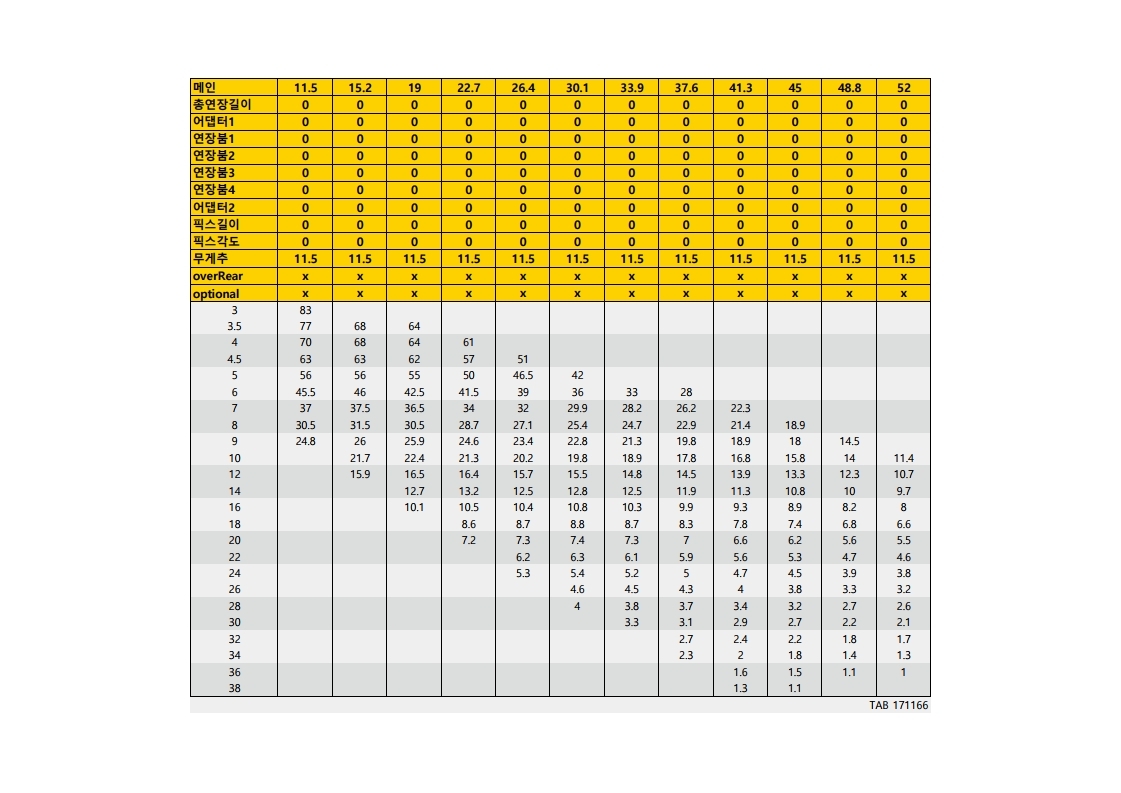 메인 11.5 15.2 19 22.7 26.4 30.1 33.9 37.6 41.3 45 48.8 52
총연장길이 0 0 0 0 0 0 0 0 0 0 0 0
어댑터1 0 0 0 0 0 0 0 0 0 0 0 0
연장붐1 0 0 0 0 0 0 0 0 0 0 0 0
연장붐2 0 0 0 0 0 0 0 0 0 0 0 0
연장붐3 0 0 0 0 0 0 0 0 0 0 0 0
연장붐4 0 0 0 0 0 0 0 0 0 0 0 0
어댑터2 0 0 0 0 0 0 0 0 0 0 0 0
픽스길이 0 0 0 0 0 0 0 0 0 0 0 0
픽스각도 0 0 0 0 0 0 0 0 0 0 0 0
무게추 11.5 11.5 11.5 11.5 11.5 11.5 11.5 11.5 11.5 11.5 11.5 11.5
overRear x x x x x x x x x x x x
optional x x x x x x x x x x x x
3 83
3.5 77 68 64
4 70 68 64 61
4.5 63 63 62 57 51
5 56 56 55 50 46.5 42
6 45.5 46 42.5 41.5 39 36 33 28
7 37 37.5 36.5 34 32 29.9 28.2 26.2 22.3
8 30.5 31.5 30.5 28.7 27.1 25.4 24.7 22.9 21.4 18.9
9 24.8 26 25.9 24.6 23.4 22.8 21.3 19.8 18.9 18 14.5
10 21.7 22.4 21.3 20.2 19.8 18.9 17.8 16.8 15.8 14 11.4
12 15.9 16.5 16.4 15.7 15.5 14.8 14.5 13.9 13.3 12.3 10.7
14 12.7 13.2 12.5 12.8 12.5 11.9 11.3 10.8 10 9.7
16 10.1 10.5 10.4 10.8 10.3 9.9 9.3 8.9 8.2 8
18 8.6 8.7 8.8 8.7 8.3 7.8 7.4 6.8 6.6
20 7.2 7.3 7.4 7.3 7 6.6 6.2 5.6 5.5
22 6.2 6.3 6.1 5.9 5.6 5.3 4.7 4.6
24 5.3 5.4 5.2 5 4.7 4.5 3.9 3.8
26 4.6 4.5 4.3 4 3.8 3.3 3.2
28 4 3.8 3.7 3.4 3.2 2.7 2.6
30 3.3 3.1 2.9 2.7 2.2 2.1
32 2.7 2.4 2.2 1.8 1.7
34 2.3 2 1.8 1.4 1.3
36 1.6 1.5 1.1 1
38 1.3 1.1
TAB 171166